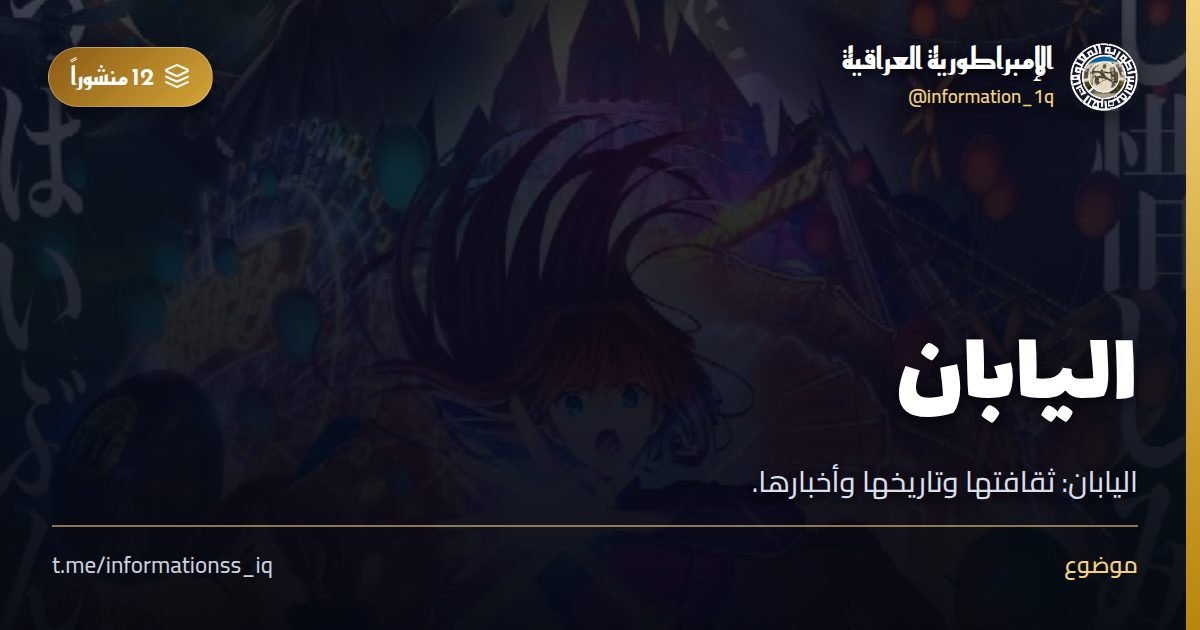 الإمبراطورية العراقية
@information_1q
12 منشوراً
اليابان
اليابان: ثقافتها وتاريخها وأخبارها.
موضوع
t.me/informationss_iq